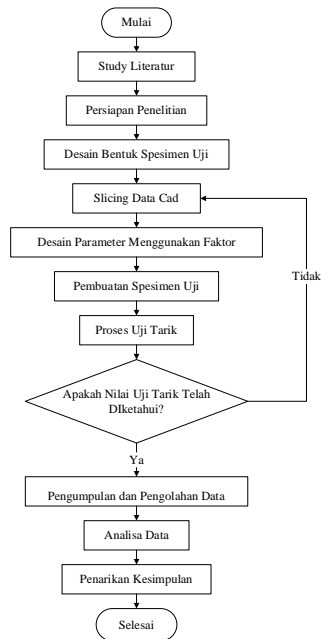 Mulai
Study Literatur
Persiapan Penelitian
Desain Bentuk Spesimen Uji
Slicing Data Cad
Desain Parameter Menggunakan Faktor
Tidak
Pembuatan Spesimen Uji
Proses Uji Tarik
Apakah Nilai Uji Tarik Telah
DIketahui?
Ya
Pengumpulan dan Pengolahan Data
Analisa Data
Penarikan Kesimpulan
Selesai